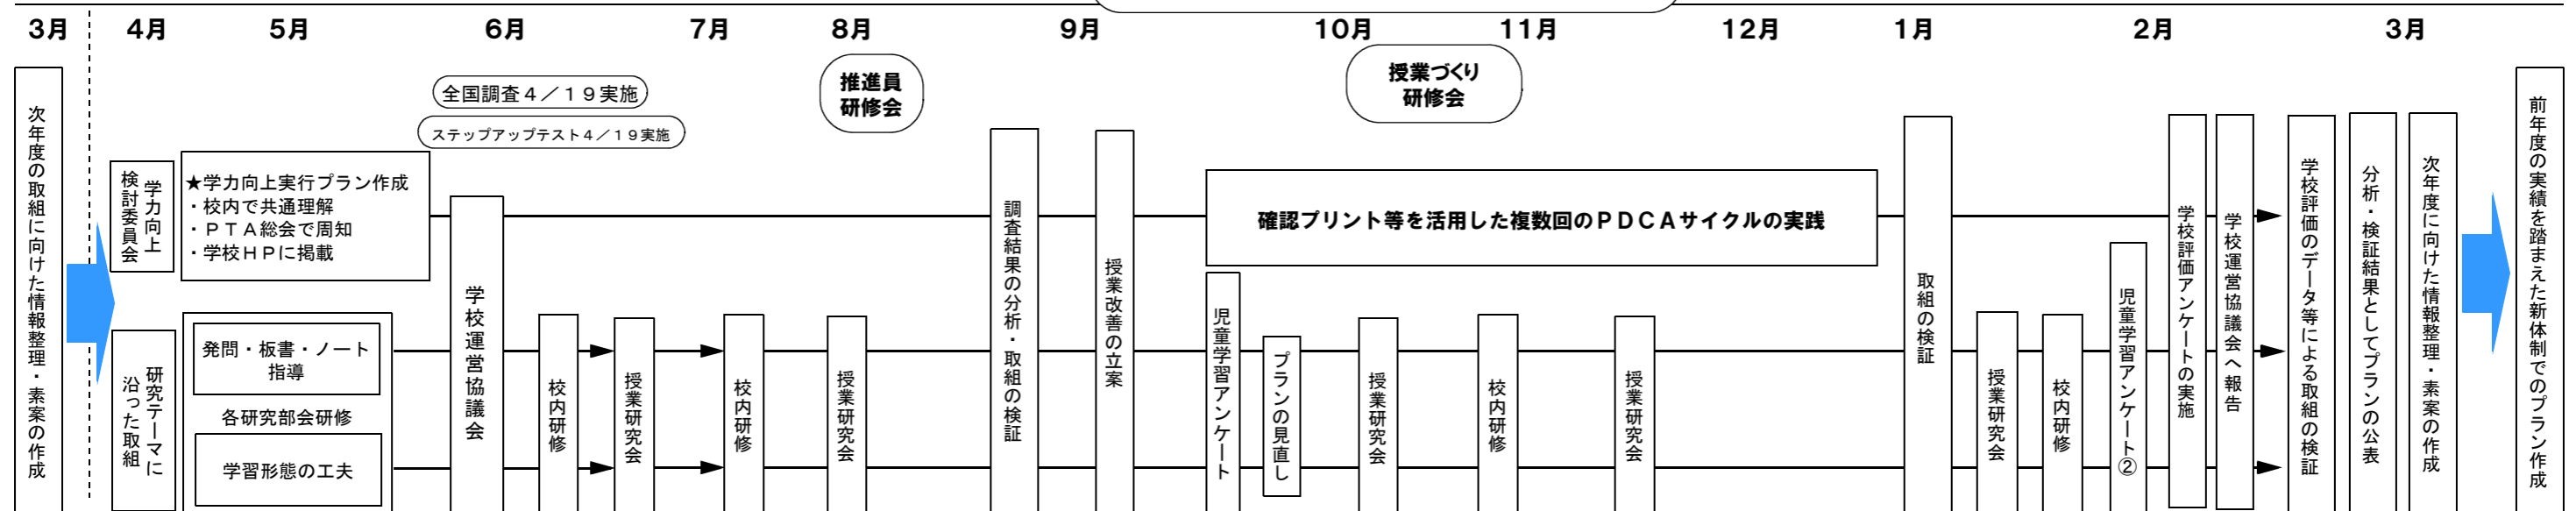 3月
4月
5月
6月
7月
8月
9月
10月
11月
12月
1月
2月
3月
推進員
研修会
授業づくり
研修会
全国調査4/19実施
ステップアップテスト4/19実施
次年度の取組に向けた情報整理・素案の作成
学力向上
検討委員会
★学力向上実行プラン作成
・校内で共通理解
・PTA総会で周知
・学校HPに掲載
研究テーマに
沿った取組
発問・板書・ノート
指導
各研究部会研修
学習形態の工夫
学校運営協議会
校内研修
授業研究会
校内研修
授業研究会
調査結果の分析・取組の検証
授業改善の立案
確認プリント等を活用した複数回のPDCAサイクルの実践
児童学習アンケート
プランの見直し
授業研究会
校内研修
授業研究会
取組の検証
授業研究会
校内研修
児童学習アンケート②
学校評価アンケートの実施
学校運営協議会へ報告
学校評価のデータ等による取組の検証
分析・検証結果としてプランの公表
次年度に向けた情報整理・素案の作成
前年度の実績を踏まえた新体制でのプラン作成